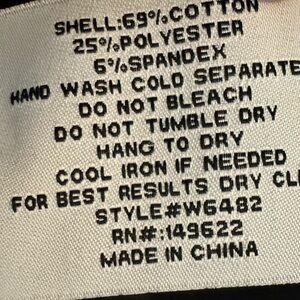 SHELL:69%COTTON
25%POLYESTER
6%SPANDEX
HAND WASH COLD SEPARATE
DO NOT BLEACH
DO NOT TUMBLE DRY
HANG TO DRY
COOL IRON IF NEEDED
FOR BEST RESULTS DRY CLE
STYLE#W6482
RN#:149622
MADE IN CHINA